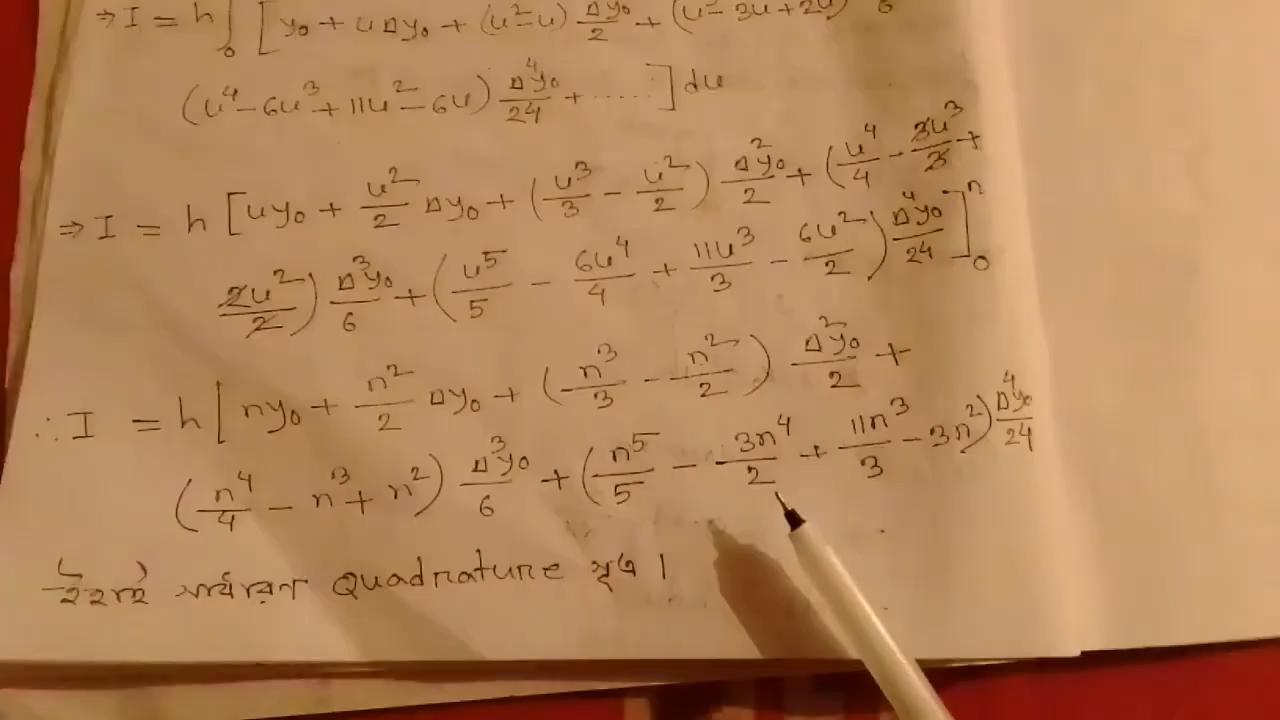 ⇒ I = h ∫₀ [y₀ + uΔy₀ + (u² - u) Δ²y₀/2 + (u³ - 3u² + 2u) 6
(u⁴ - 6u³ + 11u² - 6u) Δ⁴y₀/24 + ......] du
⇒ I = h [uy₀ + u²/2 Δy₀ + (u³/3 - u²/2) Δ²y₀/2 + (u⁴/4 - 3u³/3 +
2u²/2) Δ³y₀/6 + (u⁵/5 - 6u⁴/4 + 11u³/3 - 6u²/2) Δ⁴y₀/24]₀ⁿ
∴ I = h [ny₀ + n²/2 Δy₀ + (n³/3 - n²/2) Δ²y₀/2 +
(n⁴/4 - n³ + n²) Δ³y₀/6 + (n⁵/5 - 3n⁴/2 + 11n³/3 - 3n²) Δ⁴y₀/24
ইহাই সাধারণ Quadrature সূত্র ।